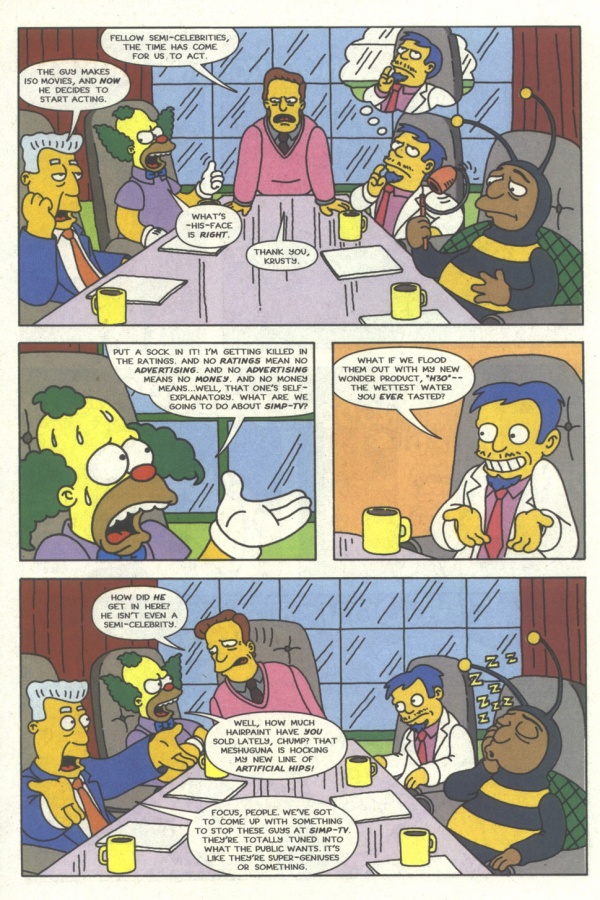 FELLOW SEMI-CELEBRITIES,
THE TIME HAS COME
FOR US TO ACT.
THE GUY MAKES
150 MOVIES, AND NOW
HE DECIDES TO
START ACTING.
WHAT'S
-HIS-FACE
IS RIGHT.
THANK YOU,
KRUSTY.
PUT A SOCK IN IT! I'M GETTING KILLED IN
THE RATINGS. AND NO RATINGS MEAN NO
ADVERTISING. AND NO ADVERTISING
MEANS NO MONEY. AND NO MONEY
MEANS...WELL, THAT ONE'S SELF-
EXPLANATORY. WHAT ARE WE
GOING TO DO ABOUT SIMP-TV?
WHAT IF WE FLOOD
THEM OUT WITH MY NEW
WONDER PRODUCT, "H30"--
THE WETTEST WATER
YOU EVER TASTED?
HOW DID HE
GET IN HERE?
HE ISN'T EVEN A
SEMI-CELEBRITY.
WELL, HOW MUCH
HAIRPAINT HAVE YOU
SOLD LATELY, CHUMP? THAT
MESHUGUNA IS HOCKING
MY NEW LINE OF
ARTIFICIAL HIPS!
Z Z Z
Z Z
Z Z
Z Z
FOCUS, PEOPLE. WE'VE GOT
TO COME UP WITH SOMETHING
TO STOP THESE GUYS AT SIMP-TV.
THEY'RE TOTALLY TUNED INTO
WHAT THE PUBLIC WANTS. IT'S
LIKE THEY'RE SUPER-GENIUSES
OR SOMETHING.